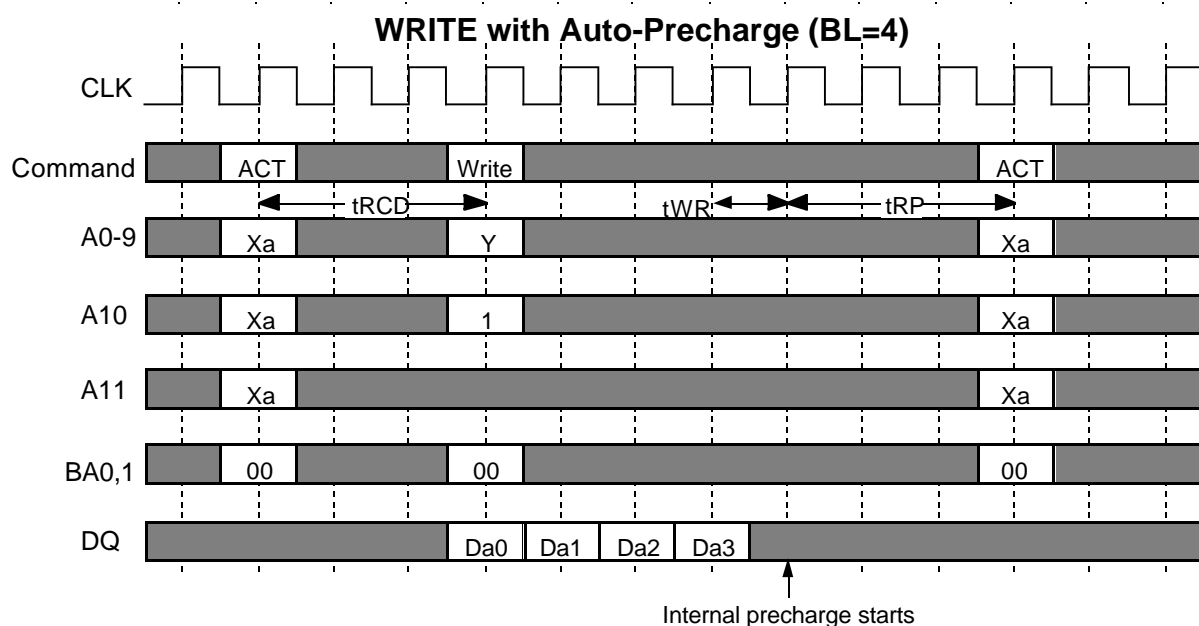 WRITE with Auto-Precharge (BL=4)
CLK
Command ACT Write ACT
tRCD tWR tRP
A0-9 Xa Y Xa
A10 Xa 1 Xa
A11 Xa Xa
BA0,1 00 00 00
DQ Da0 Da1 Da2 Da3
Internal precharge starts